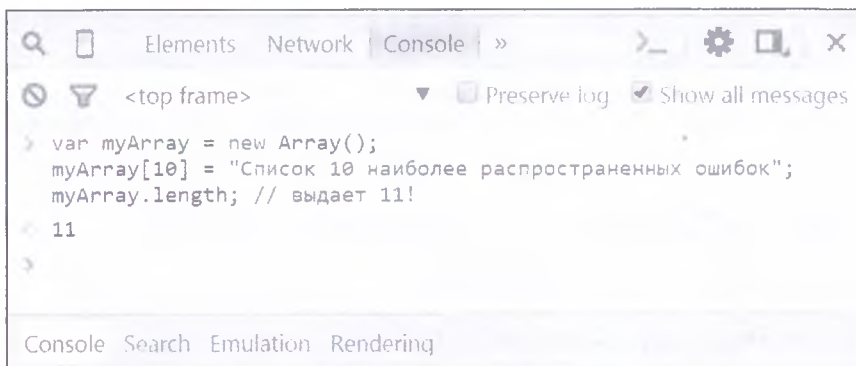 Elements Network Console »
<top frame> ▼ Preserve log Show all messages
> var myArray = new Array();
myArray[10] = "Список 10 наиболее распространенных ошибок";
myArray.length; // выдает 11!
< 11
>
Console Search Emulation Rendering